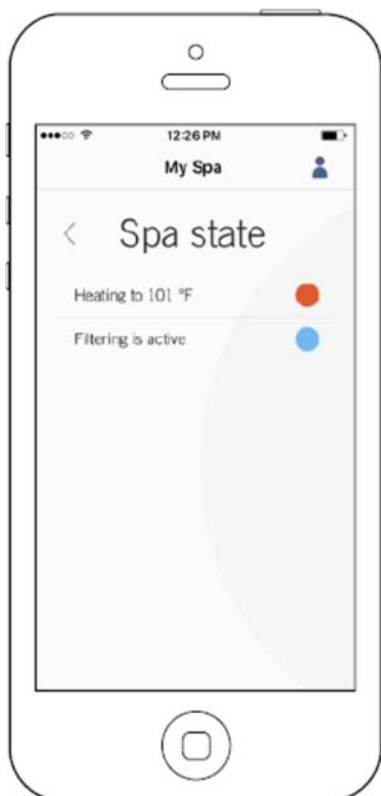 12:26 PM
My Spa
Spa state
Heating to 101 °F
Filtering is active